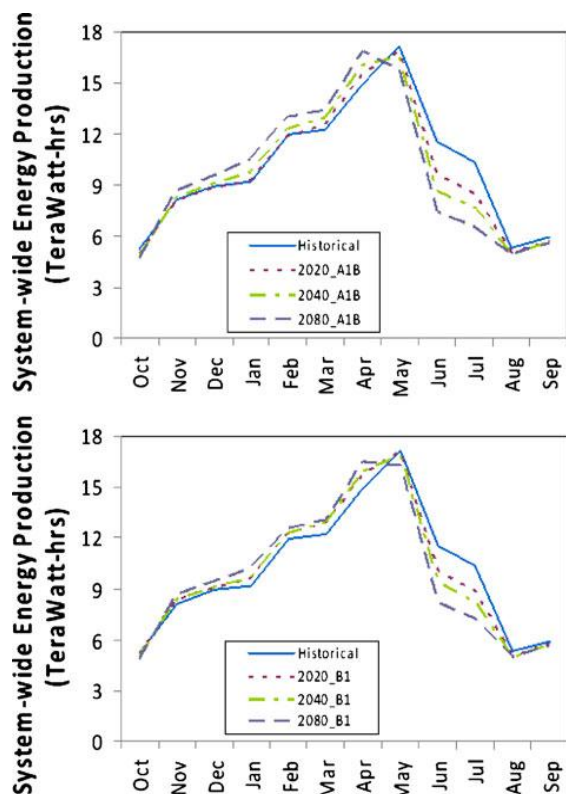 System-wide Energy Production
(TeraWatt-hrs)
18
15
12
9
6
3
0
Historical
2020_A1B
2040_A1B
2080_A1B
Oct
Nov
Dec
Jan
Feb
Mar
Apr
May
Jun
Jul
Aug
Sep
System-wide Energy Production
(TeraWatt-hrs)
18
15
12
9
6
3
0
Historical
2020_B1
2040_B1
2080_B1
Oct
Nov
Dec
Jan
Feb
Mar
Apr
May
Jun
Jul
Aug
Sep